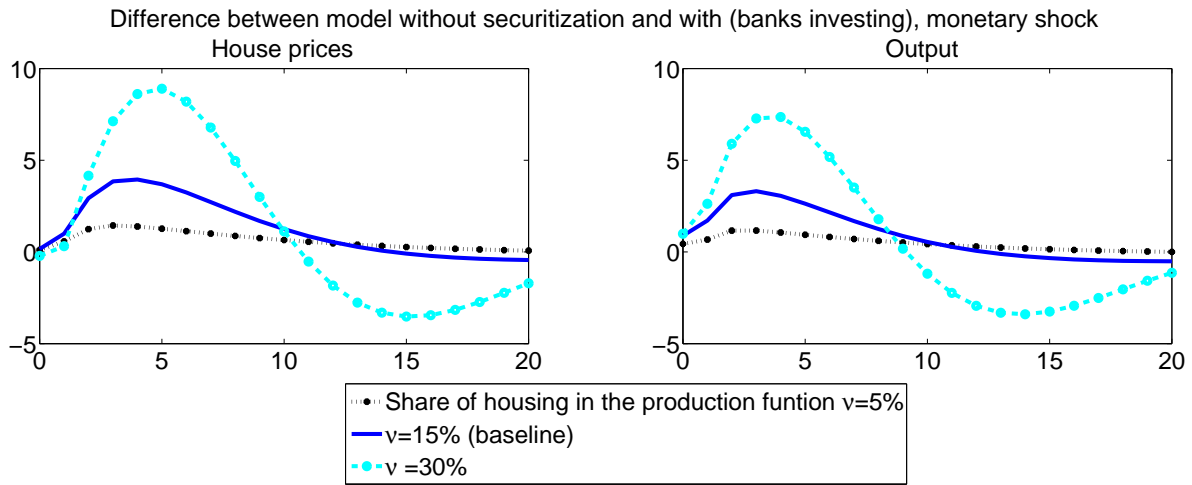 Difference between model without securitization and with (banks investing), monetary shock
House prices
Output
10
5
0
−5
0 5 10 15 20
10
5
0
−5
0 5 10 15 20
Share of housing in the production funtion ν=5%
ν=15% (baseline)
ν =30%